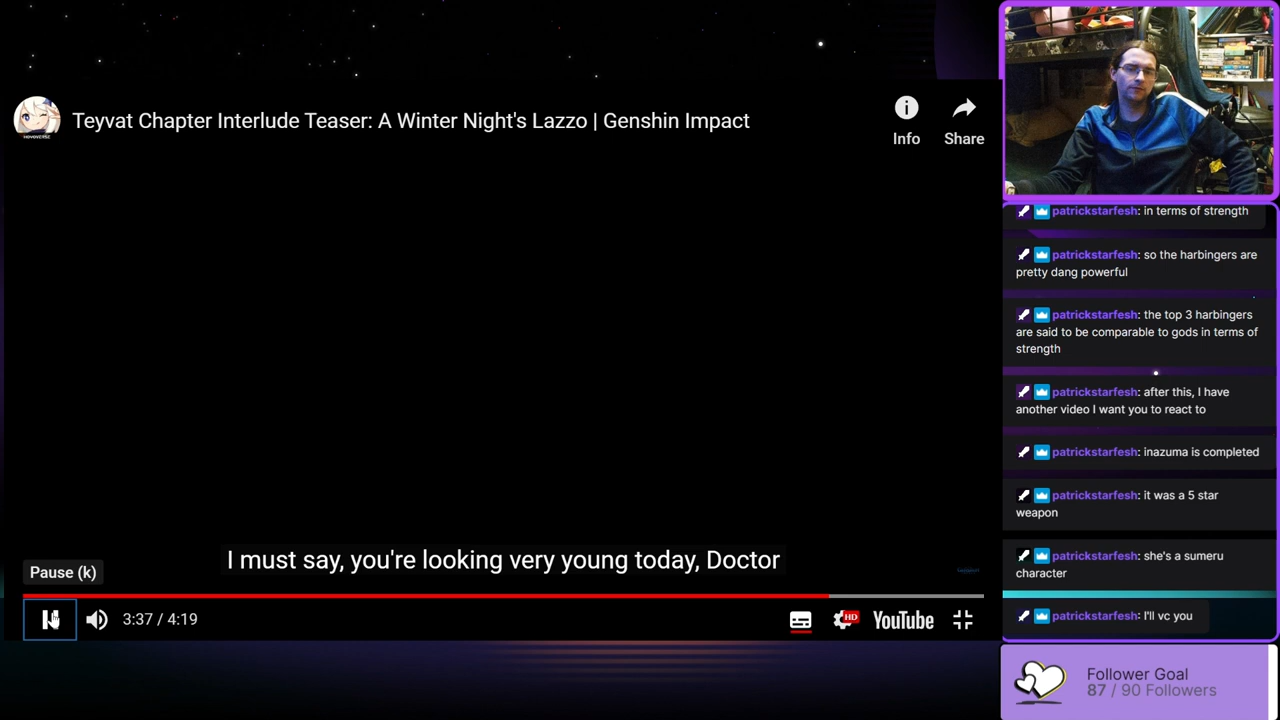 Teyvat Chapter Interlude Teaser: A Winter Night's Lazzo | Genshin Impact
Info
Share
I must say, you're looking very young today, Doctor
Pause (k)
3:37 / 4:19
HD
YouTube
patrickstarfesh: in terms of strength
patrickstarfesh: so the harbingers are
pretty dang powerful
patrickstarfesh: the top 3 harbingers
are said to be comparable to gods in terms of
strength
patrickstarfesh: after this, I have
another video I want you to react to
patrickstarfesh: inazuma is completed
patrickstarfesh: it was a 5 star
weapon
patrickstarfesh: she's a sumeru
character
patrickstarfesh: I'll vc you
Follower Goal
87 / 90 Followers